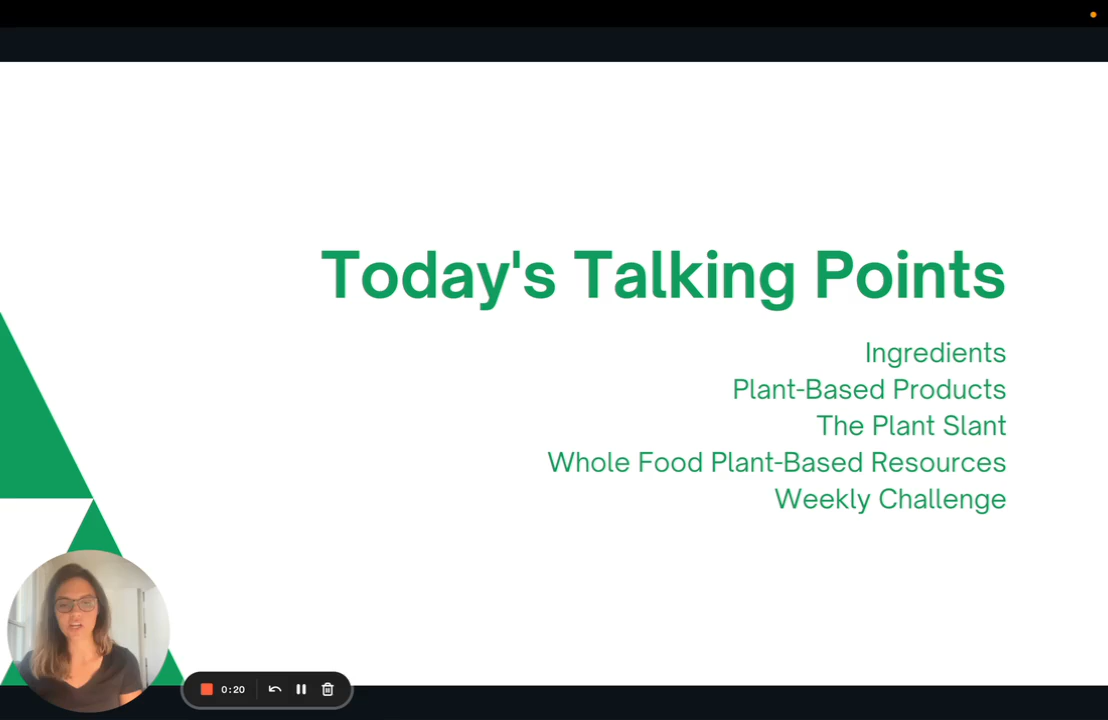 Today's Talking Points
Ingredients
Plant-Based Products
The Plant Slant
Whole Food Plant-Based Resources
Weekly Challenge
0:20